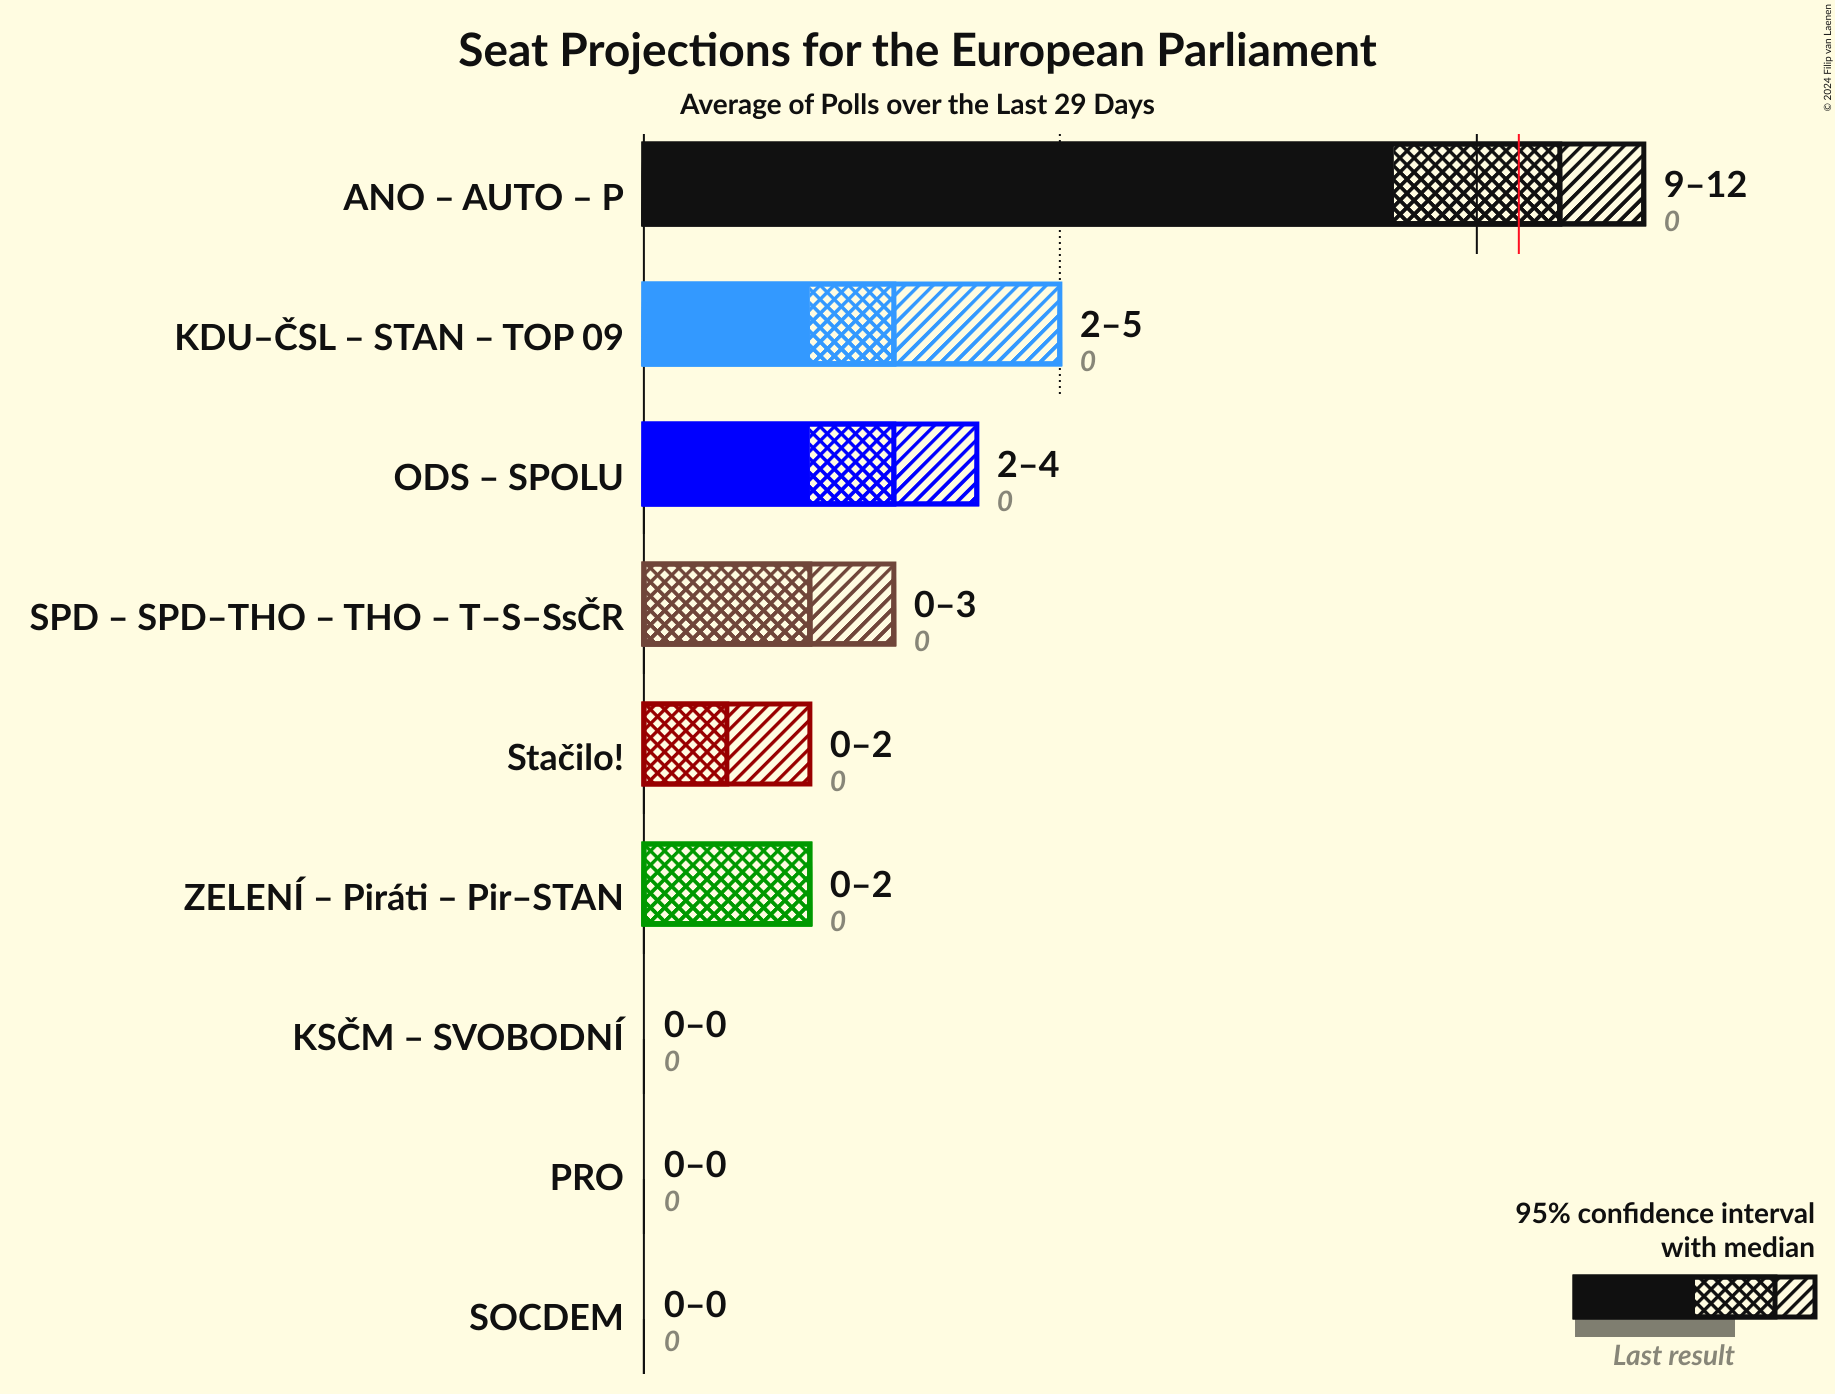 Seat Projections for the European Parliament
Average of Polls over the Last 29 Days
© 2024 Filip van Laenen
ANO – AUTO – P
9–12
0
KDU–ČSL – STAN – TOP 09
2–5
0
ODS – SPOLU
2–4
0
SPD – SPD–THO – THO – T–S–SsČR
0–3
0
Stačilo!
0–2
0
ZELENÍ – Piráti – Pir–STAN
0–2
0
KSČM – SVOBODNÍ
0–0
0
PRO
0–0
0
SOCDEM
0–0
0
95% confidence interval
with median
Last result